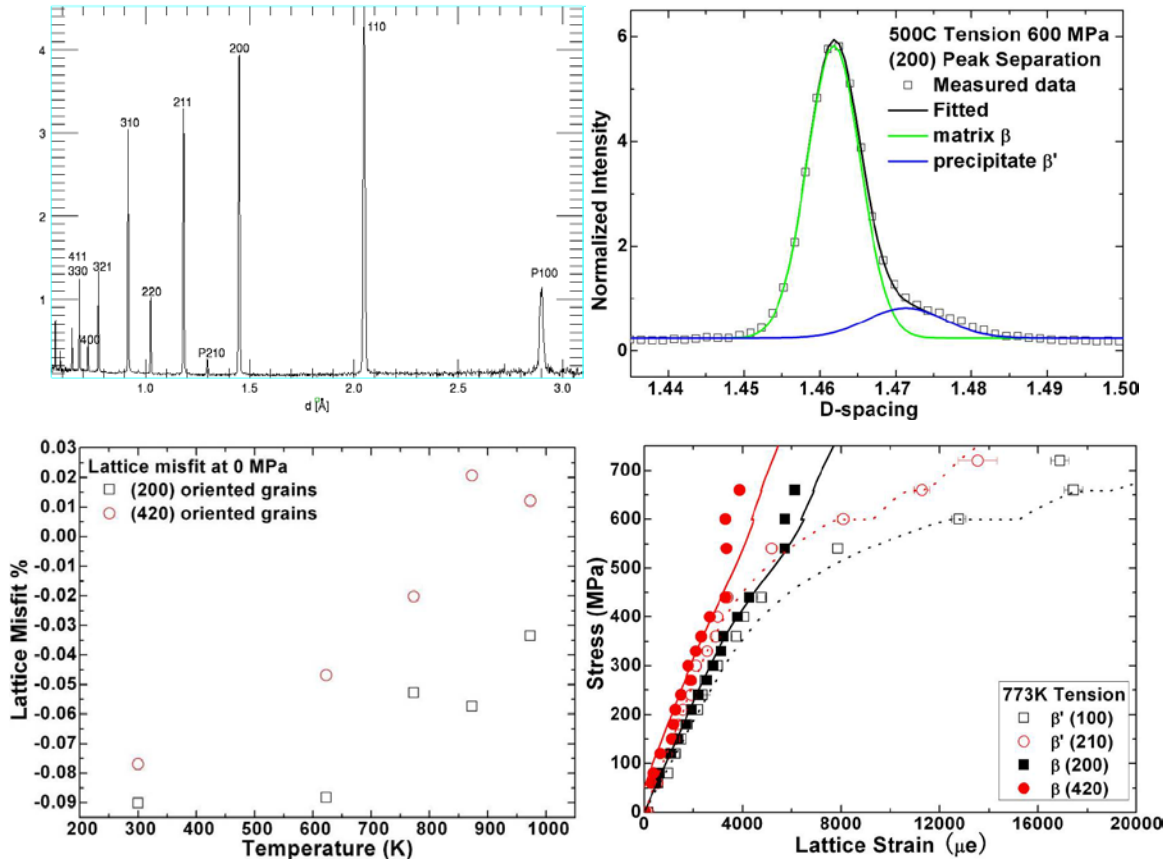 4
3
2
1
411
330
400
321
310
220
211
P210
200
110
P100
1.0
1.5
2.0
2.5
3.0
d [Å]
500C Tension 600 MPa
(200) Peak Separation
Measured data
Fitted
matrix β
precipitate β'
Normalized Intensity
6
4
2
0
1.44
1.45
1.46
1.47
1.48
1.49
1.50
D-spacing
Lattice misfit at 0 MPa
(200) oriented grains
(420) oriented grains
Lattice Misfit %
0.03
0.02
0.01
0.00
-0.01
-0.02
-0.03
-0.04
-0.05
-0.06
-0.07
-0.08
-0.09
200
300
400
500
600
700
800
900
1000
Temperature (K)
Stress (MPa)
700
600
500
400
300
200
100
0
773K Tension
β' (100)
β' (210)
β (200)
β (420)
0
4000
8000
12000
16000
20000
Lattice Strain (με)